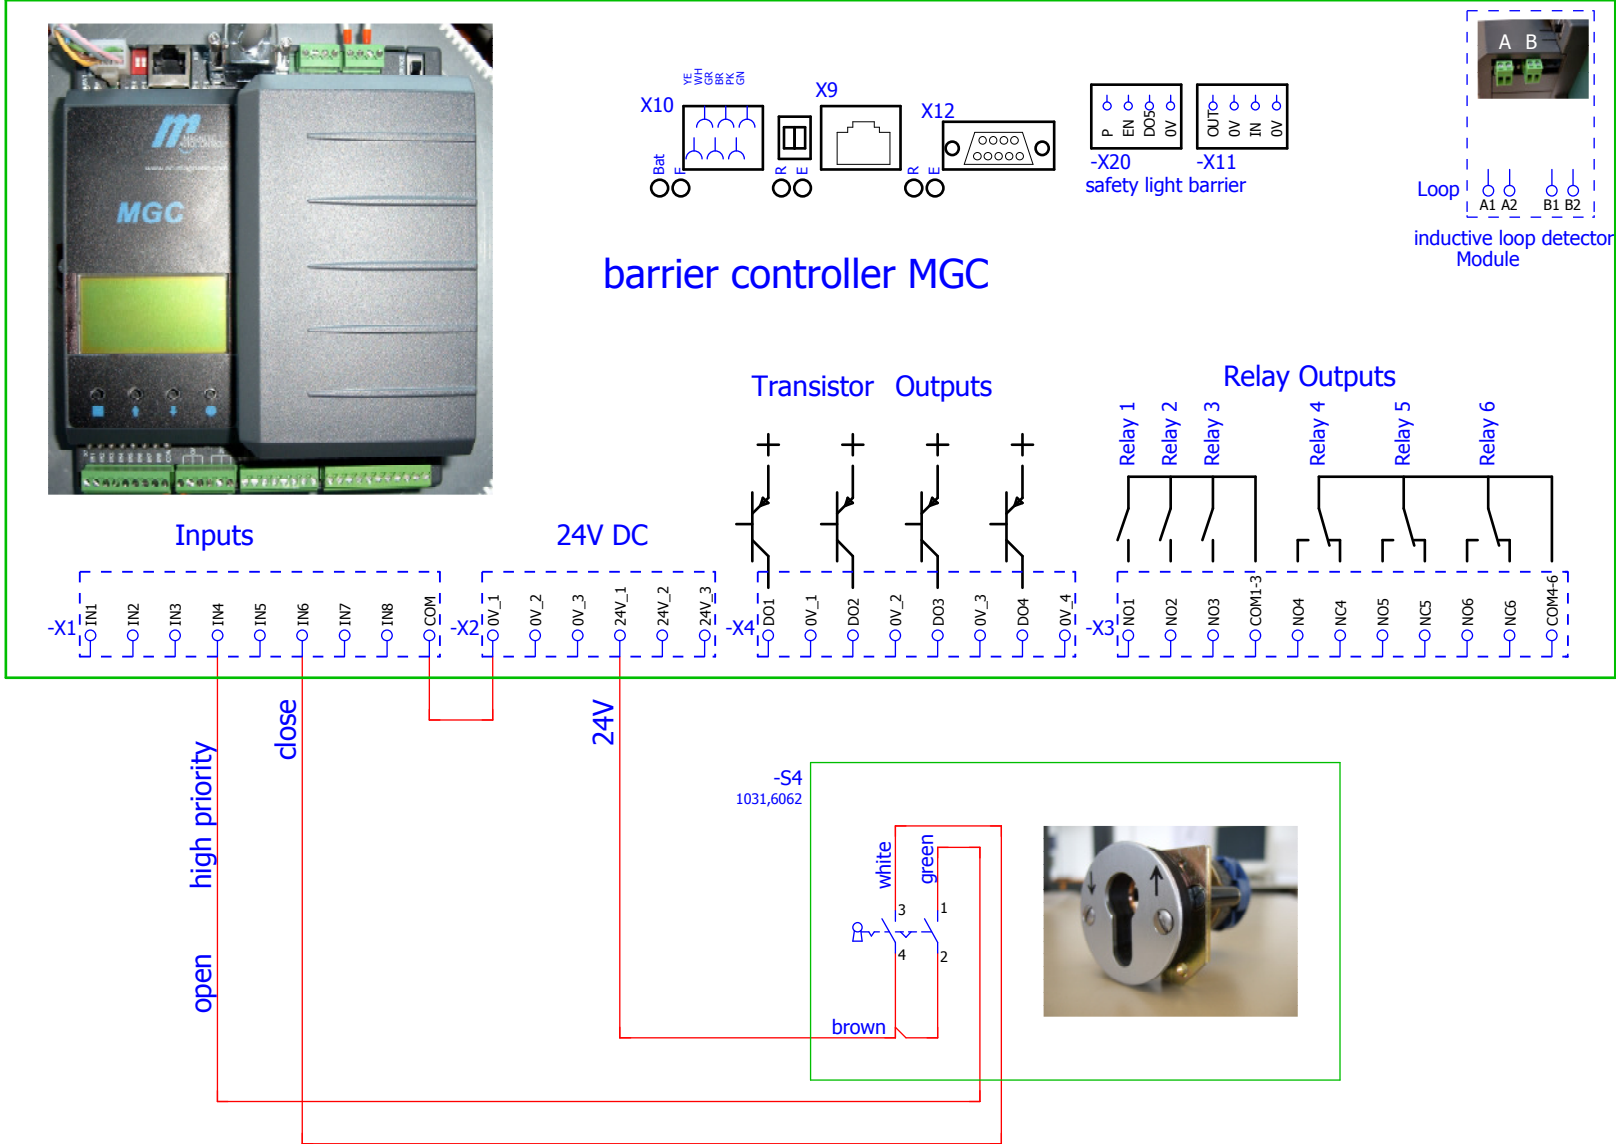 YE
WH
GR
BR
PK
GN
X10
Bat
F
R
E
X9
R
E
X12
P
EN
DO5
0V
-X20
OUT
0V
IN
0V
-X11
safety light barrier
A B
Loop
A1 A2 B1 B2
inductive loop detector
Module
MGC
barrier controller MGC
Transistor Outputs
Relay Outputs
Relay 1
Relay 2
Relay 3
Relay 4
Relay 5
Relay 6
Inputs
24V DC
-X1
IN1
IN2
IN3
IN4
IN5
IN6
IN7
IN8
COM
-X2
0V_1
0V_2
0V_3
24V_1
24V_2
24V_3
-X4
DO1
0V_1
DO2
0V_2
DO3
0V_3
DO4
0V_4
-X3
NO1
NO2
NO3
COM1-3
NO4
NC4
NO5
NC5
NO6
NC6
COM4-6
open high priority
close
24V
-S4
1031,6062
white
green
3
1
4
2
brown